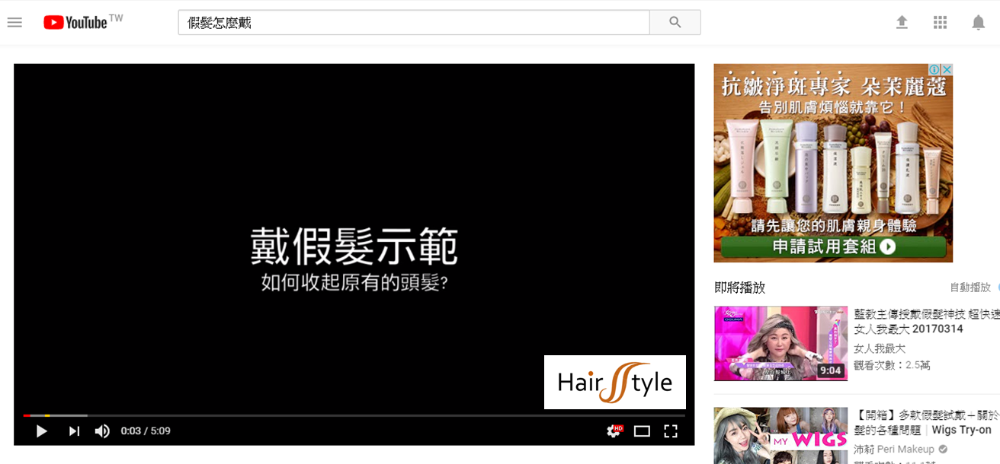 YouTube TW
假髮怎麼戴
戴假髮示範
如何收起原有的頭髮?
Hair Style
0:03 / 5:09
HD
抗皺淨斑專家 朵茉麗蔻
告別肌膚煩惱就靠它！
請先讓您的肌膚親身體驗
申請試用套組
即將播放
自動播放
藍教主傳授戴假髮神技 超快速
女人我最大 20170314
女人我最大
觀看次數：2.5萬
9:04
【開箱】多款假髮試戴＋關於
髮的各種問題｜Wigs Try-on
沛莉 Peri Makeup
MY WIGS